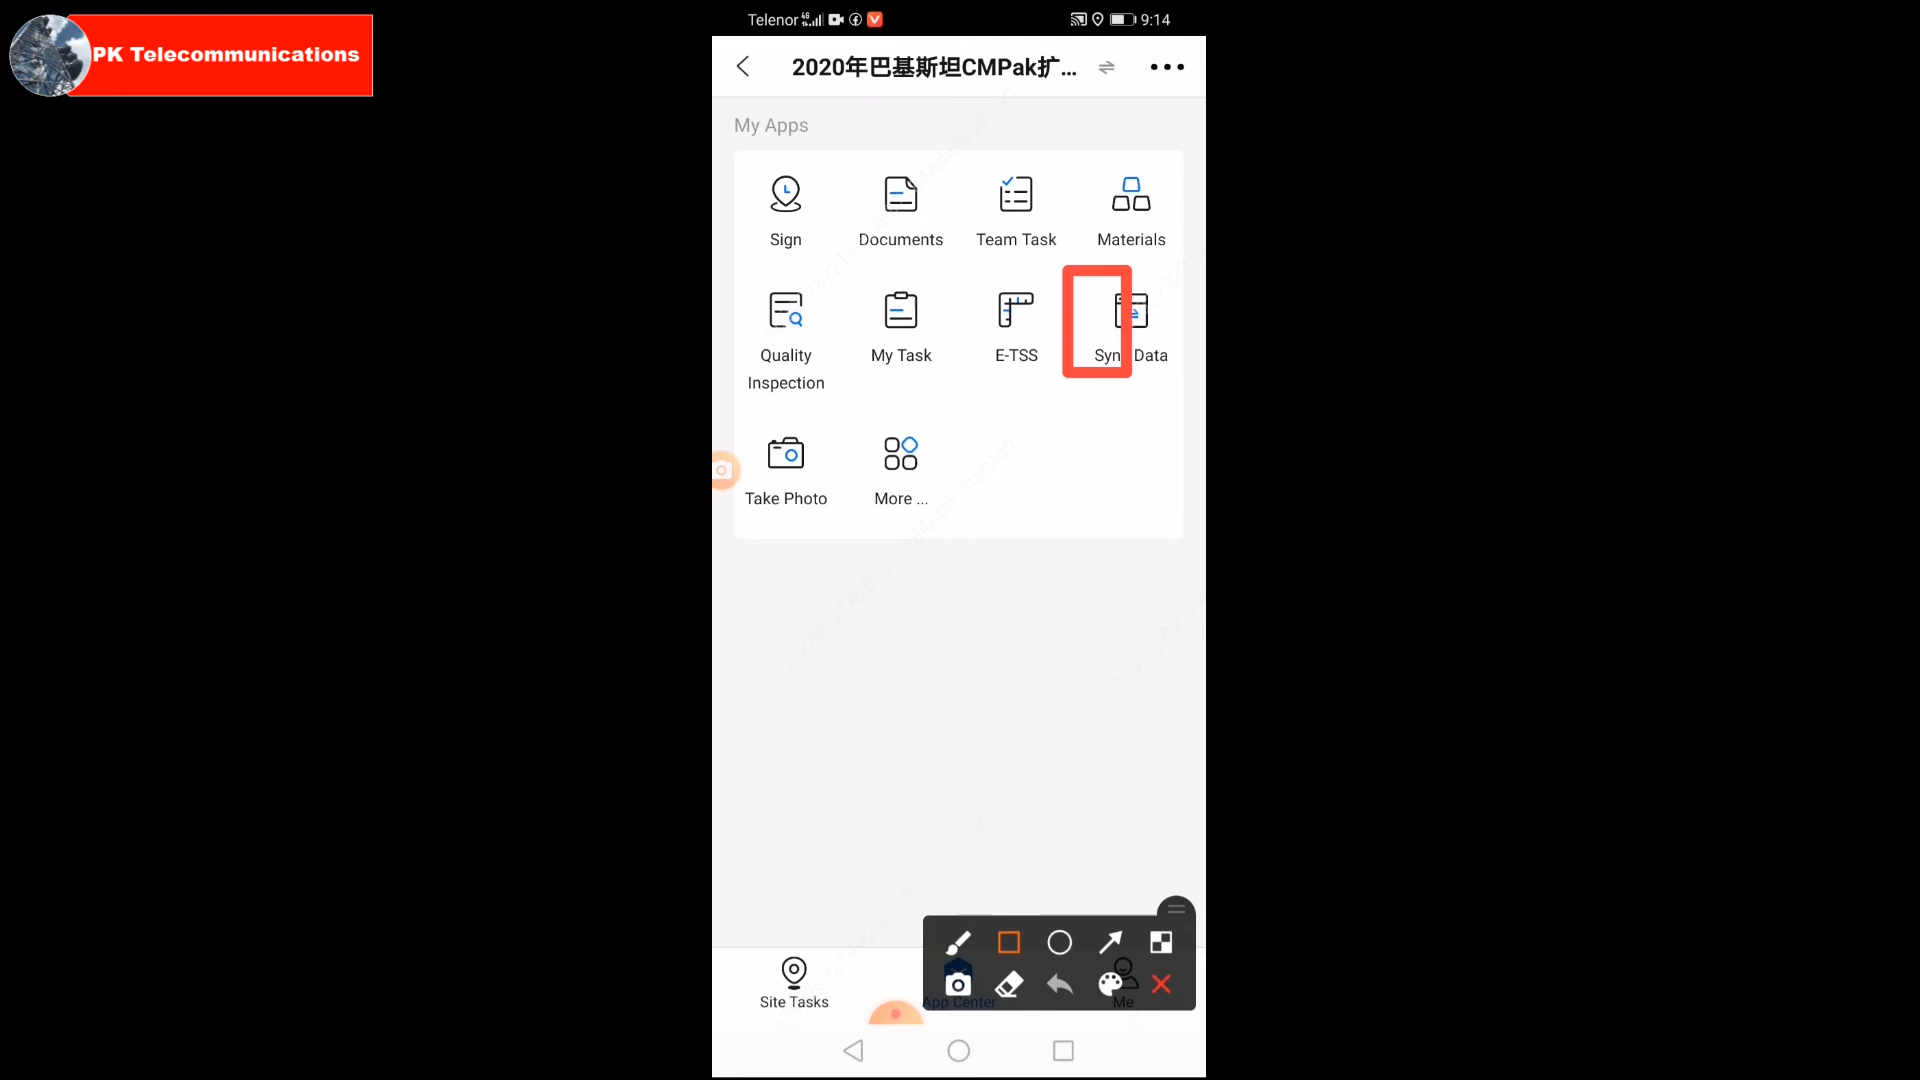 PK Telecommunications
Telenor 9:14
2020年巴基斯坦CMPak扩...
My Apps
Sign Documents Team Task Materials
Quality Inspection My Task E-TSS Syn Data
Take Photo More ...
Site Tasks App Center Me